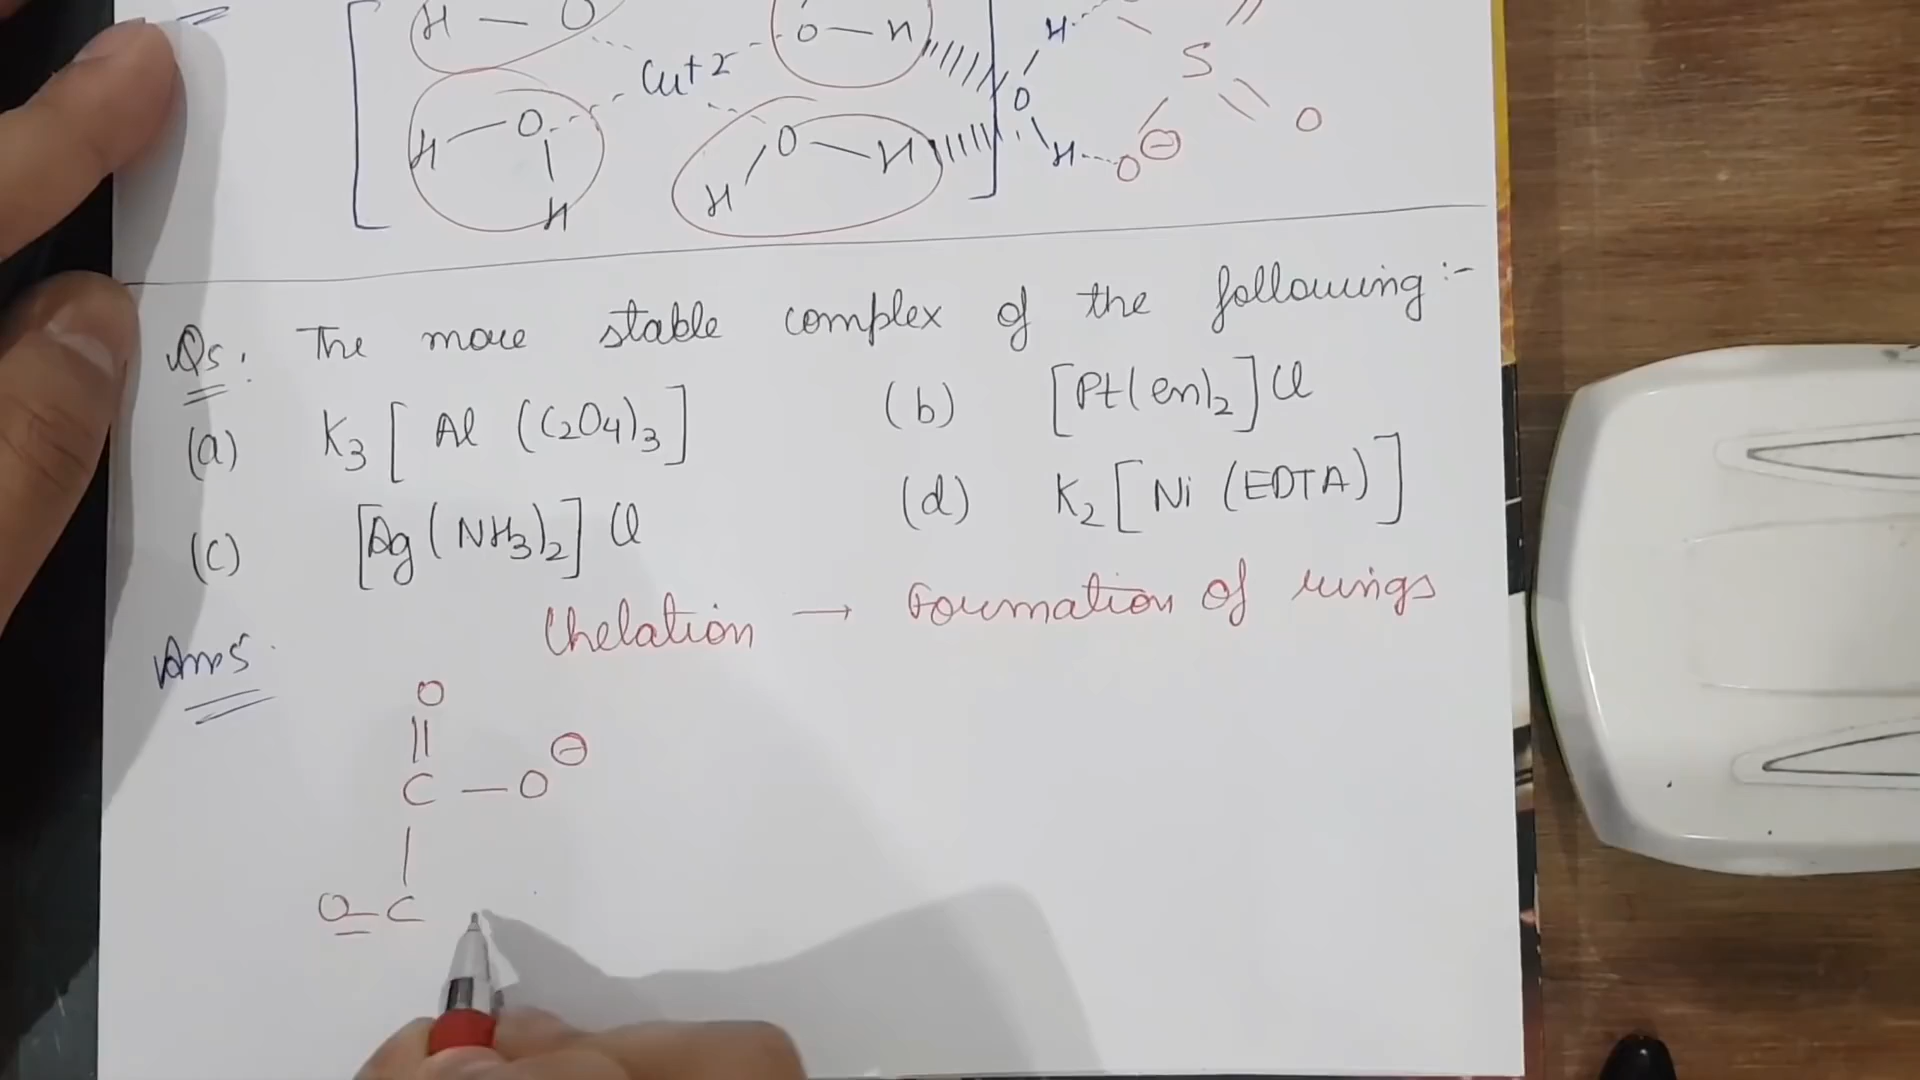 H — O O — H H S
Cu+2 O
H — O O — H H O ⊖ O
H H
Qs. The more stable complex of the following :-
(a) K3 [ Al (C2O4)3 ] (b) [Pt(en)2] Cl
(c) [Ag(NH3)2] Cl (d) K2 [ Ni (EDTA) ]
Chelation → Formation of rings
Ans
O
||
C — O ⊖
|
O = C